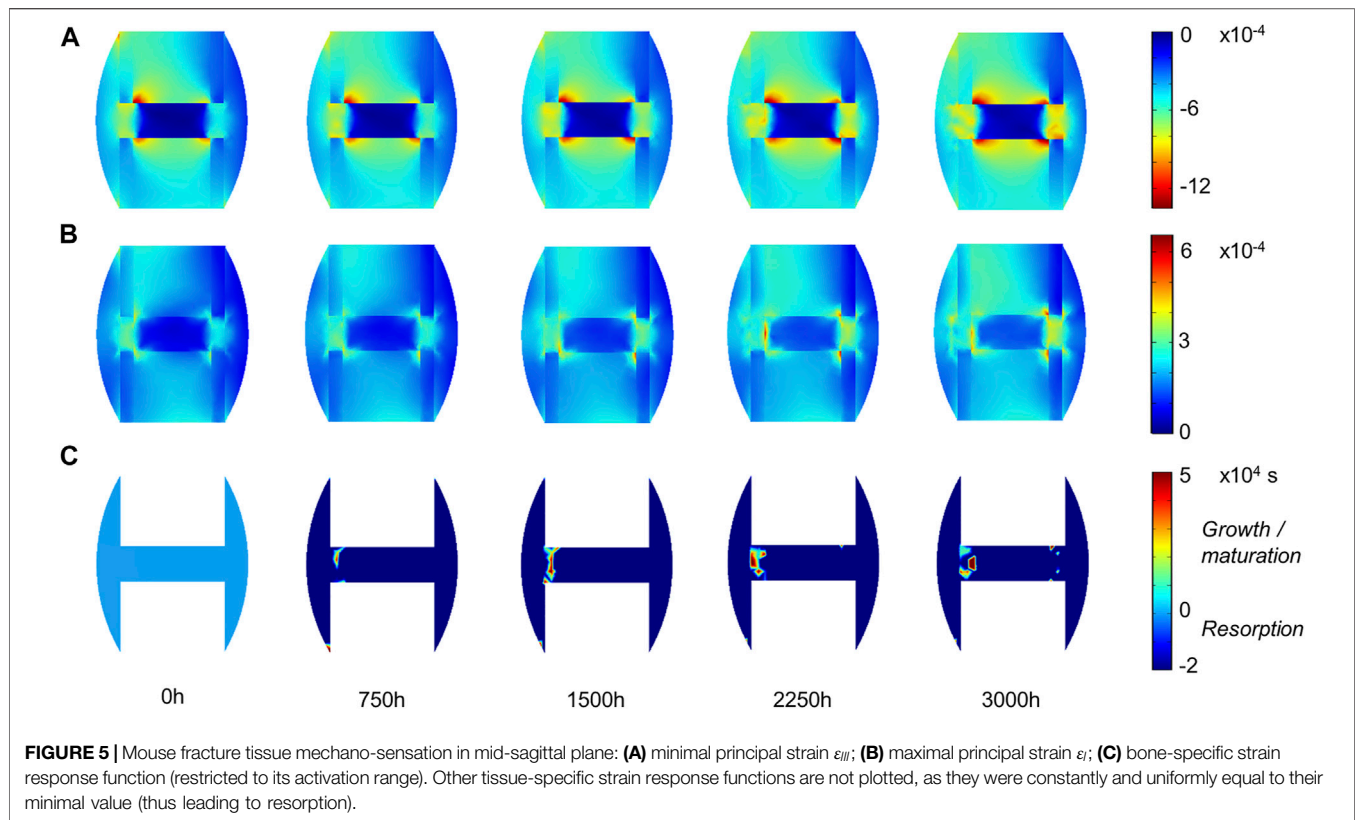 A
0 x10-4
-6
-12
B
6 x10-4
3
0
C
5 x10⁴ s
Growth /
maturation
0
Resorption
-2
0h 750h 1500h 2250h 3000h
FIGURE 5 | Mouse fracture tissue mechano-sensation in mid-sagittal plane: (A) minimal principal strain εIII; (B) maximal principal strain εI; (C) bone-specific strain
response function (restricted to its activation range). Other tissue-specific strain response functions are not plotted, as they were constantly and uniformly equal to their
minimal value (thus leading to resorption).